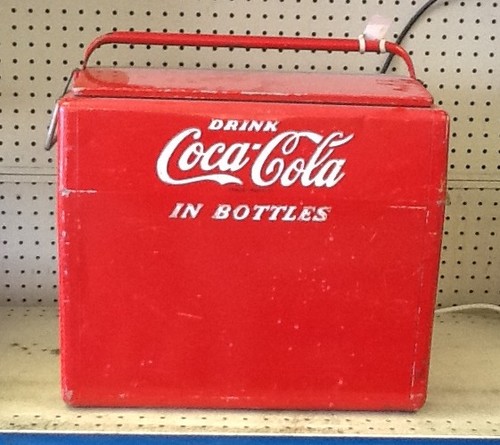 DRINK
Coca-Cola
IN BOTTLES